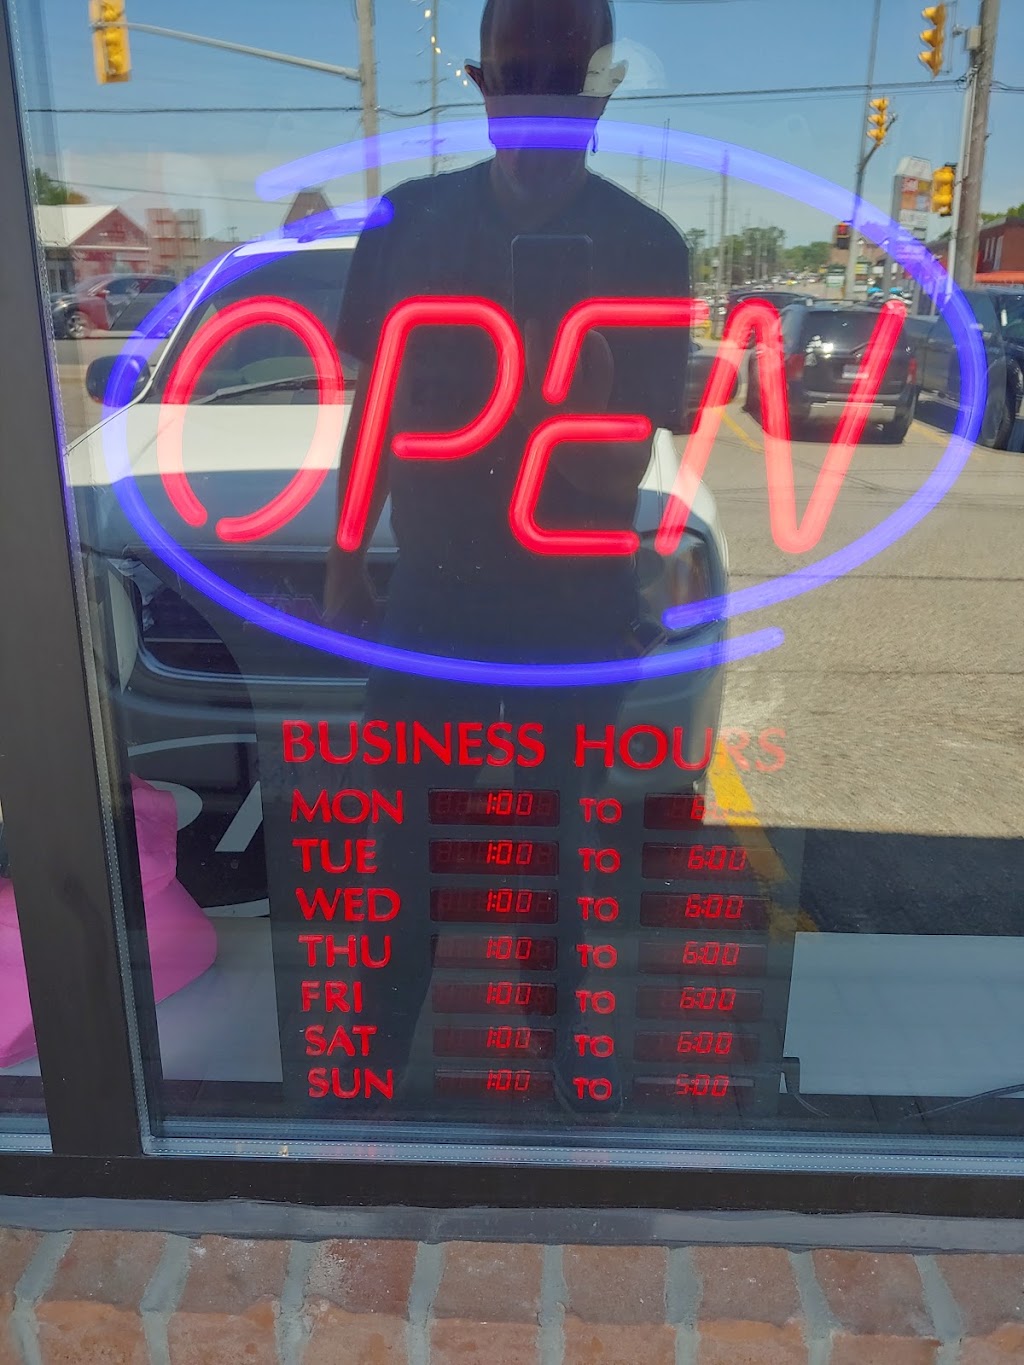 OPEN
BUSINESS HOURS
MON 1:00 TO
TUE 1:00 TO 6:00
WED 1:00 TO 6:00
THU 1:00 TO 6:00
FRI 1:00 TO 6:00
SAT 1:00 TO 6:00
SUN 1:00 TO 5:00